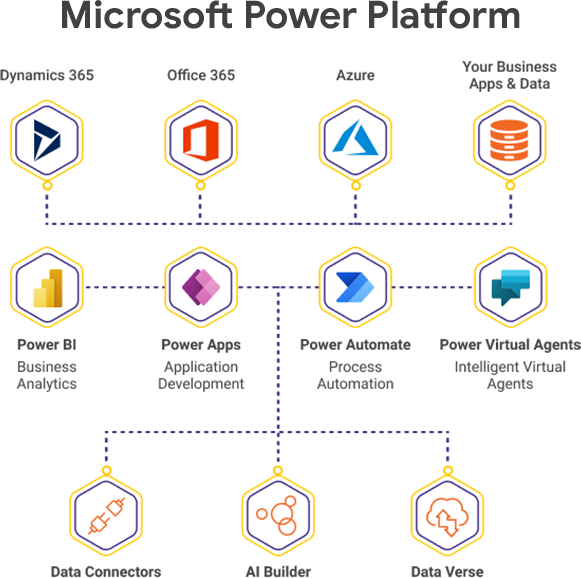 Microsoft Power Platform
Dynamics 365
Office 365
Azure
Your Business
Apps & Data
Power BI
Business
Analytics
Power Apps
Application
Development
Power Automate
Process
Automation
Power Virtual Agents
Intelligent Virtual
Agents
Data Connectors
AI Builder
Data Verse